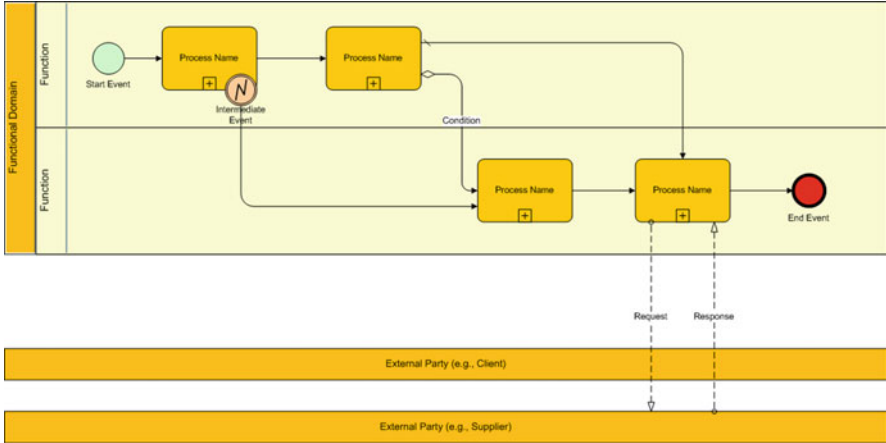 Functional Domain
Function
Start Event
Process Name
Intermediate
Event
Process Name
Condition
Function
Process Name
Process Name
End Event
Request
Response
External Party (e.g., Client)
External Party (e.g., Supplier)